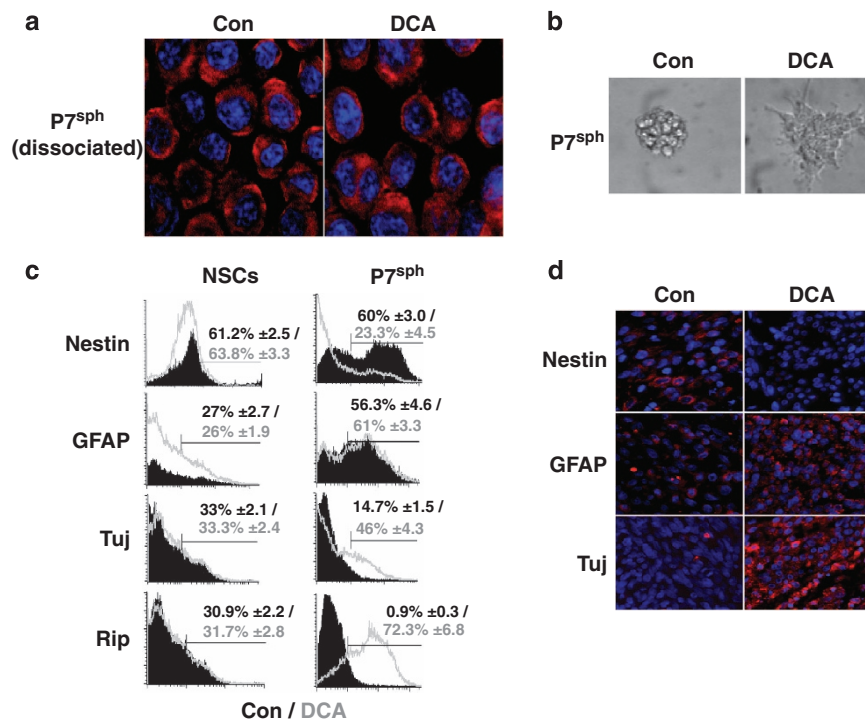 a
Con DCA
P7sph
(dissociated)
b
Con DCA
P7sph
c
NSCs P7sph
Nestin
61.2% ±2.5 /
63.8% ±3.3
60% ±3.0 /
23.3% ±4.5
GFAP
27% ±2.7 /
26% ±1.9
56.3% ±4.6 /
61% ±3.3
Tuj
33% ±2.1 /
33.3% ±2.4
14.7% ±1.5 /
46% ±4.3
Rip
30.9% ±2.2 /
31.7% ±2.8
0.9% ±0.3 /
72.3% ±6.8
Con / DCA
d
Con DCA
Nestin
GFAP
Tuj